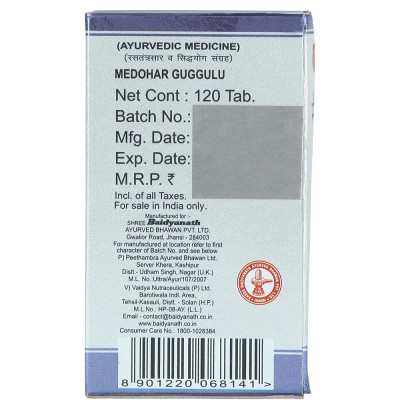 (AYURVEDIC MEDICINE)
(रसतंत्रसार व सिद्धयोग संग्रह)
MEDOHAR GUGGULU
Net Cont : 120 Tab.
Batch No.:
Mfg. Date:
Exp. Date:
M.R.P. ₹
Incl. of all Taxes.
For sale in India only.
Manufactured for :-
SHREE Baidyanath
AYURVED BHAWAN PVT. LTD.
Gwalior Road, Jhansi - 284003
For manufactured at location refer to first
character of Batch No. and see below.
P) Peethambra Ayurved Bhawan Ltd.
Server Khera, Kashipur
Distt.- Udham Singh, Nagar (U.K.)
M.L. No. Uttra/Ayur/107/2007
V) Vaidya Nutraceuticals (P) Ltd.
Barotiwala Indl. Area,
Tehsil-Kasauli, Distt. - Solan (H.P.)
M.L. No.: HP-08-AY. (L.L.)
Email - contact@baidyanath.co.in
www.baidyanath.co.in
Consumer Care No.: 1800-1028384
8 901220 068141 >